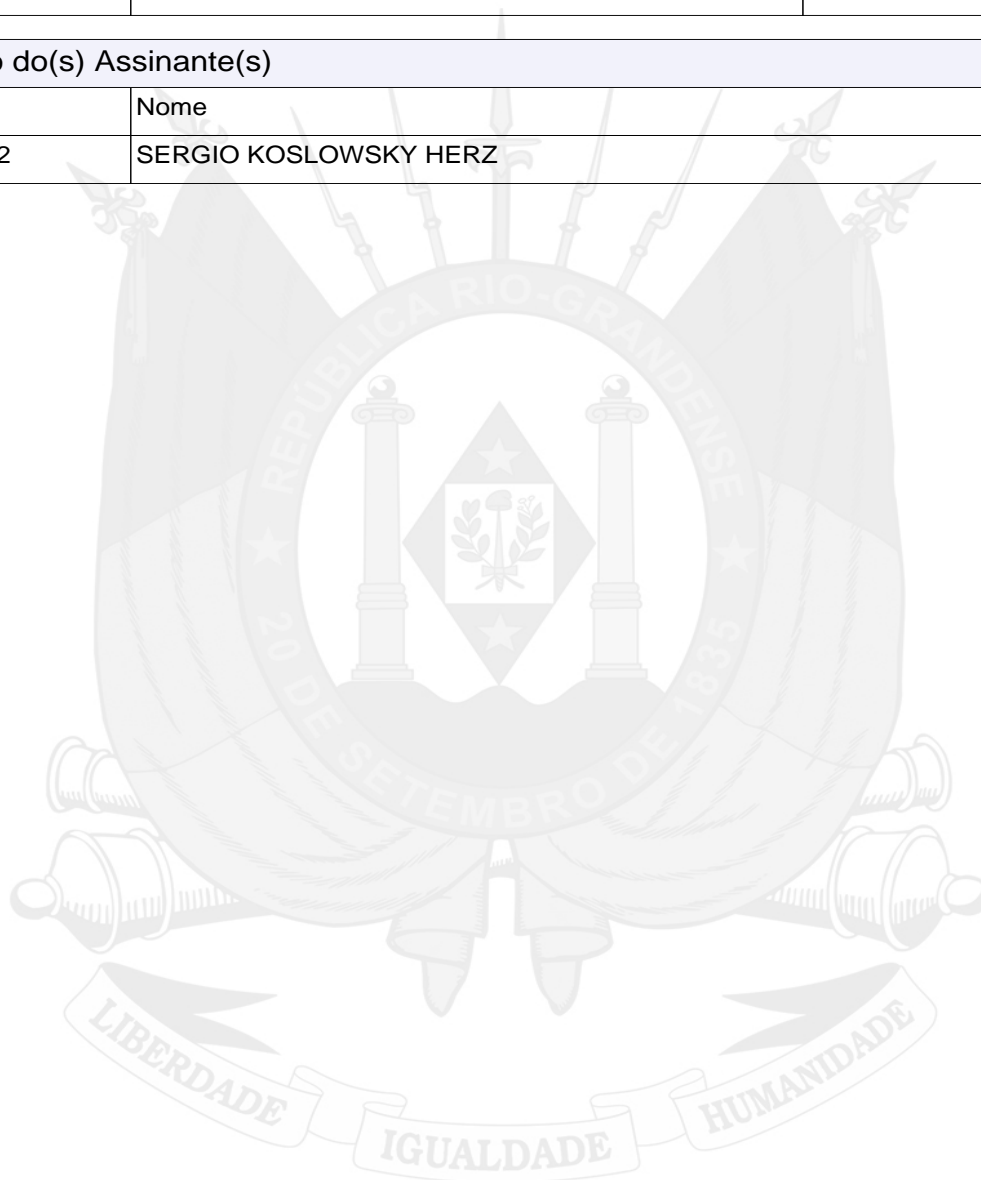 o do(s) Assinante(s)
Nome
2 SERGIO KOSLOWSKY HERZ
REPÚBLICA RIO-GRANDENSE
20 DE SETEMBRO DE 1835
LIBERDADE
IGUALDADE
HUMANIDADE